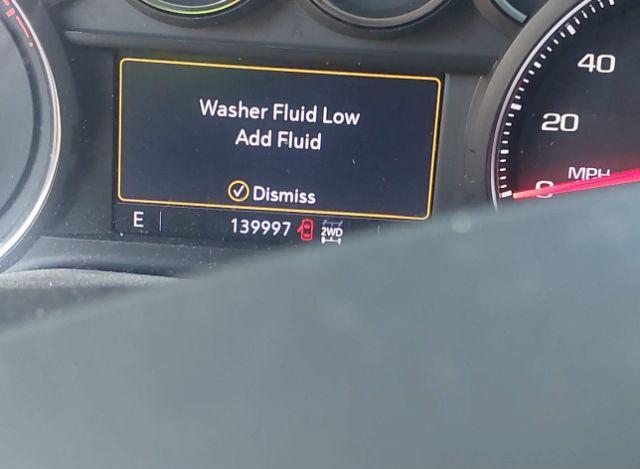 Washer Fluid Low
Add Fluid
Dismiss
E
139997
2WD
40
20
MPH
0